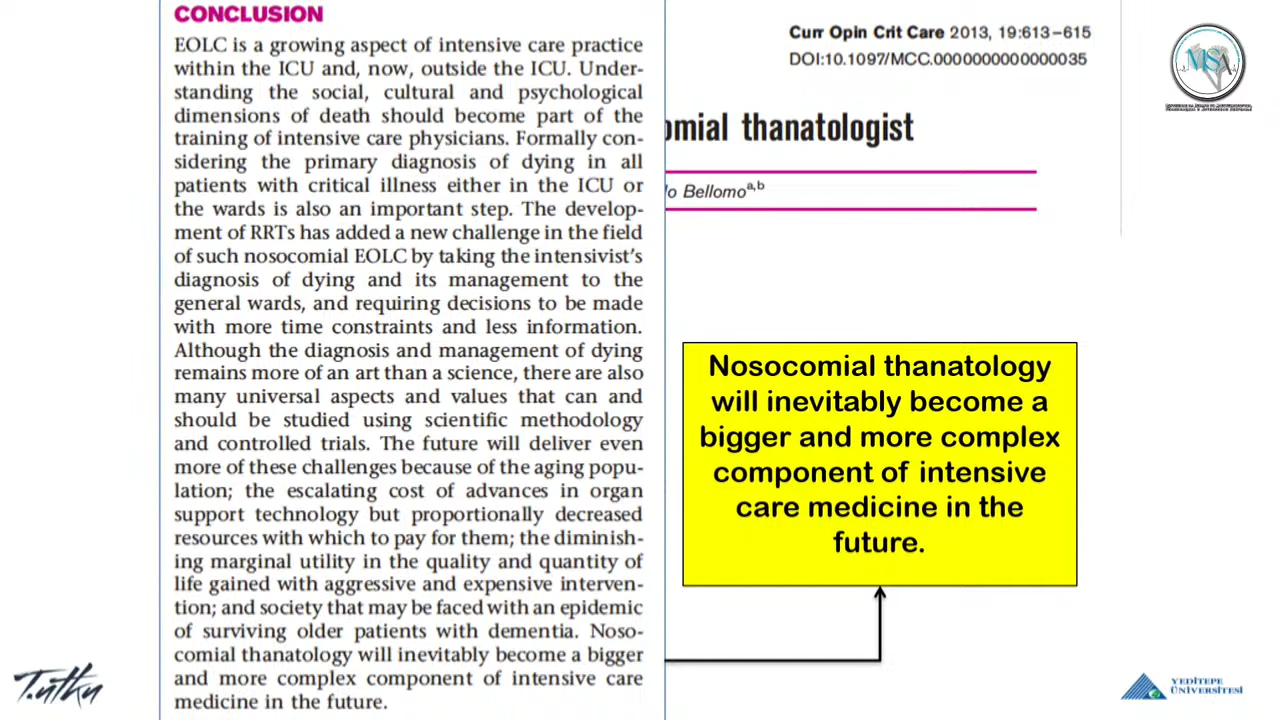 CONCLUSION
EOLC is a growing aspect of intensive care practice
within the ICU and, now, outside the ICU. Under-
standing the social, cultural and psychological
dimensions of death should become part of the
training of intensive care physicians. Formally con-
sidering the primary diagnosis of dying in all
patients with critical illness either in the ICU or
the wards is also an important step. The develop-
ment of RRTs has added a new challenge in the field
of such nosocomial EOLC by taking the intensivist's
diagnosis of dying and its management to the
general wards, and requiring decisions to be made
with more time constraints and less information.
Although the diagnosis and management of dying
remains more of an art than a science, there are also
many universal aspects and values that can and
should be studied using scientific methodology
and controlled trials. The future will deliver even
more of these challenges because of the aging popu-
lation; the escalating cost of advances in organ
support technology but proportionally decreased
resources with which to pay for them; the diminish-
ing marginal utility in the quality and quantity of
life gained with aggressive and expensive interven-
tion; and society that may be faced with an epidemic
of surviving older patients with dementia. Noso-
comial thanatology will inevitably become a bigger
and more complex component of intensive care
medicine in the future.
Curr Opin Crit Care 2013, 19:613–615
DOI:10.1097/MCC.0000000000000035
omial thanatologist
lo Bellomo a,b
Nosocomial thanatology
will inevitably become a
bigger and more complex
component of intensive
care medicine in the
future.
MSA
T.utku
YEDİTEPE
ÜNİVERSİTESİ